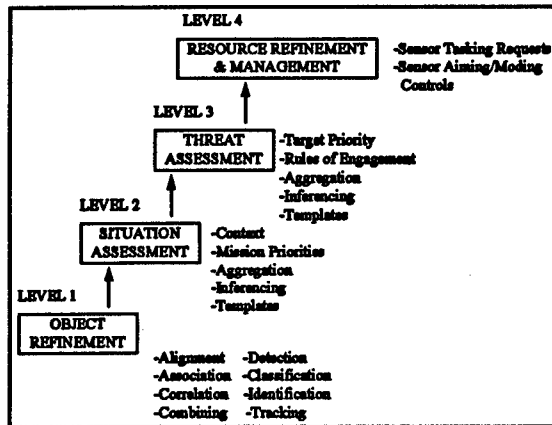 LEVEL 4
RESOURCE REFINEMENT
& MANAGEMENT
-Sensor Tasking Requests
-Sensor Aiming/Moding
Controls
LEVEL 3
THREAT
ASSESSMENT
-Target Priority
-Rules of Engagement
-Aggregation
-Inferencing
-Templates
LEVEL 2
SITUATION
ASSESSMENT
-Context
-Mission Priorities
-Aggregation
-Inferencing
-Templates
LEVEL 1
OBJECT
REFINEMENT
-Alignment -Detection
-Association -Classification
-Correlation -Identification
-Combining -Tracking